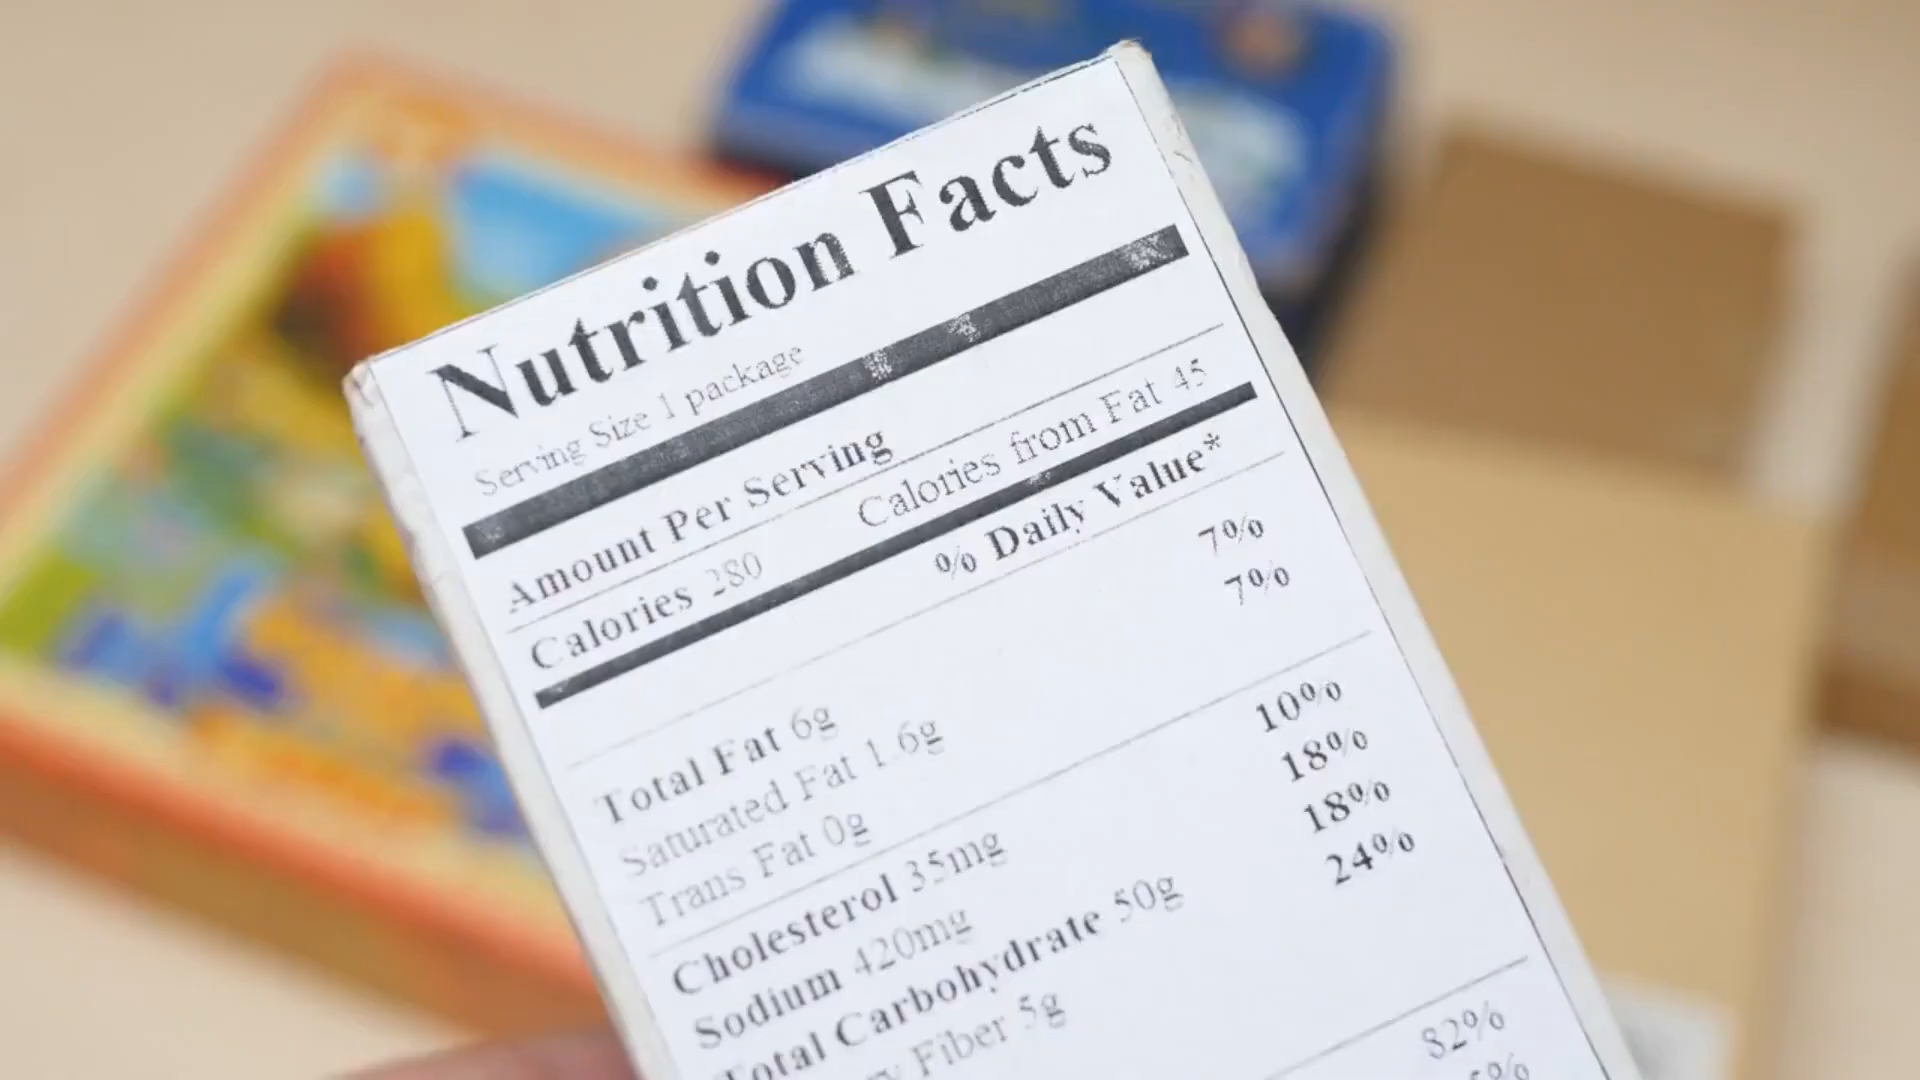 Nutrition Facts
Serving Size 1 package
Amount Per Serving
Calories 280 Calories from Fat 45
% Daily Value*
Total Fat 6g 7%
Saturated Fat 1.6g 7%
Trans Fat 0g
Cholesterol 35mg 10%
Sodium 420mg 18%
Total Carbohydrate 50g 18%
Fiber 5g 24%
82%